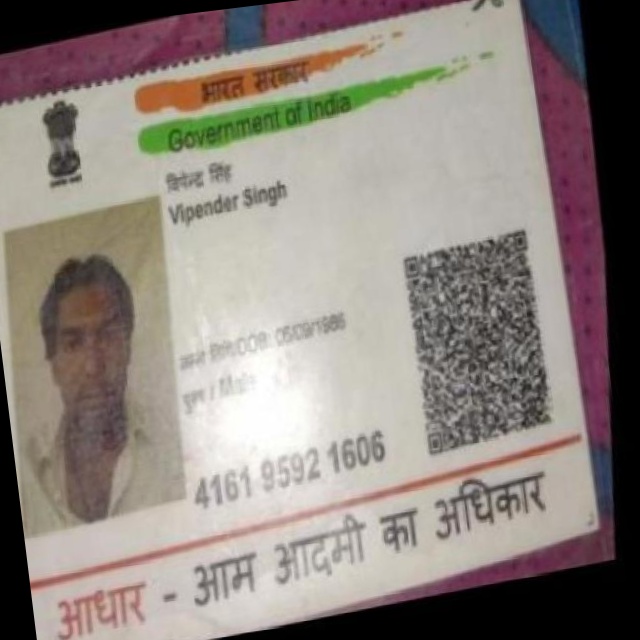 भारत सरकार
Government of India
विपेन्द्र सिंह
Vipender Singh
DOB: 05/09/1986
पुरुष / Male
4161 9592 1606
आधार - आम आदमी का अधिकार